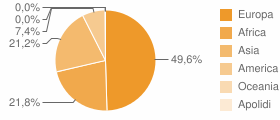 0,0%
0,0%
7,4%
21,2%
21,8%
49,6%
Europa
Africa
Asia
America
Oceania
Apolidi